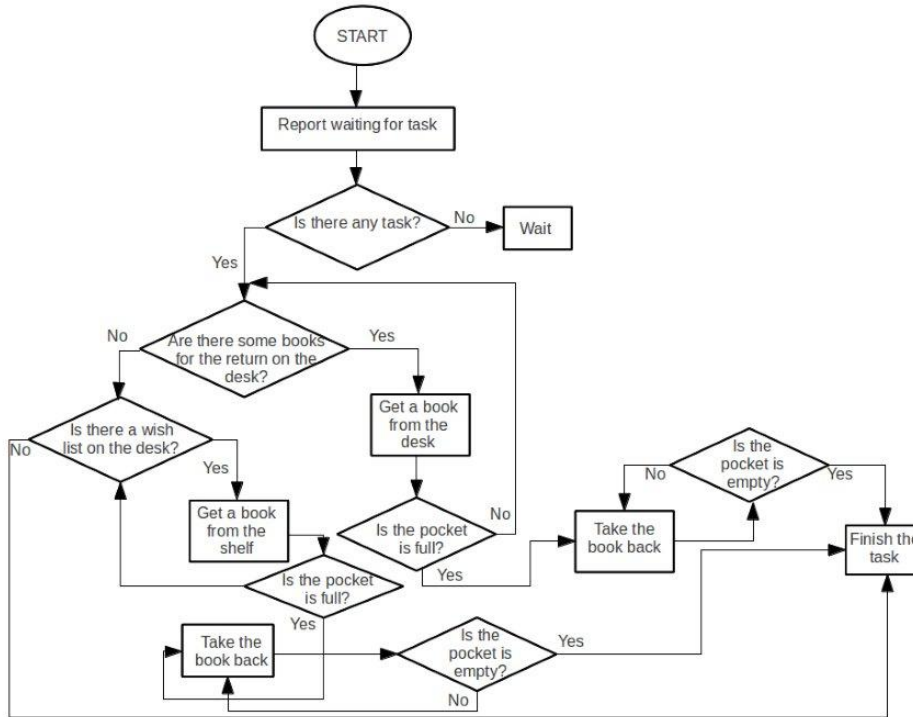 START
Report waiting for task
Is there any task?
No
Wait
Yes
No
Are there some books
for the return on the
desk?
Yes
Get a book
from the
desk
Is there a wish
list on the desk?
No
Yes
Get a book
from the
shelf
Is the pocket
is full?
No
Yes
Is the
pocket is
empty?
No
Yes
Take the
book back
Finish the
task
Is the pocket
is full?
Yes
Take the
book back
Is the
pocket is
empty?
Yes
No